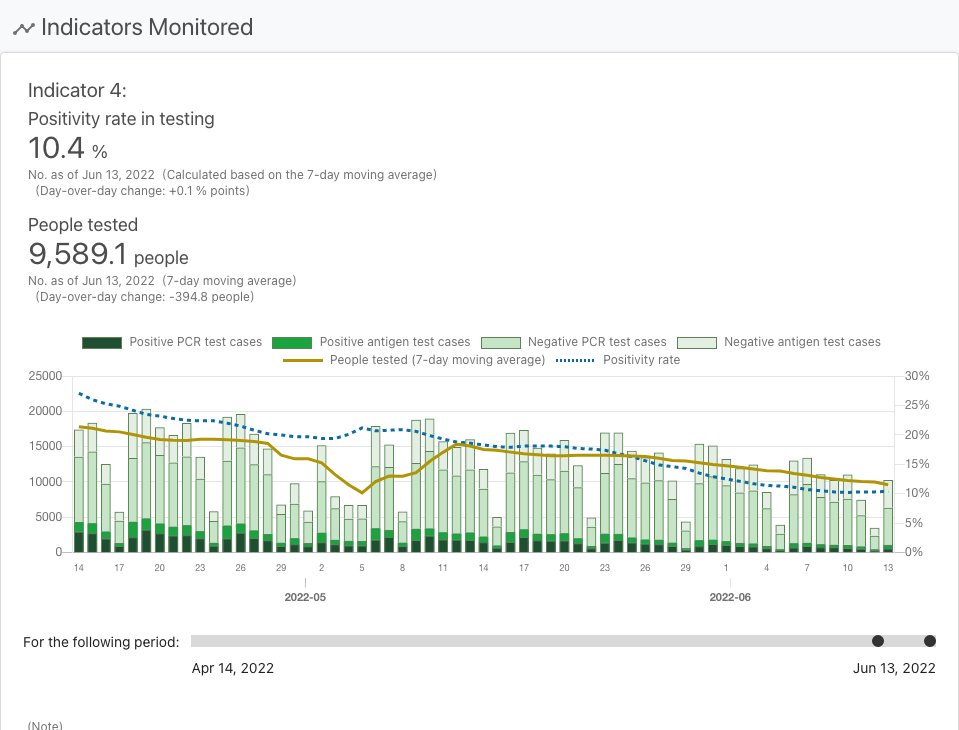 Indicators Monitored
Indicator 4:
Positivity rate in testing
10.4 %
No. as of Jun 13, 2022 (Calculated based on the 7-day moving average)
(Day-over-day change: +0.1 % points)
People tested
9,589.1 people
No. as of Jun 13, 2022 (7-day moving average)
(Day-over-day change: -394.8 people)
Positive PCR test cases Positive antigen test cases Negative PCR test cases Negative antigen test cases
People tested (7-day moving average) Positivity rate
25000 30%
25%
20000
20%
15000
15%
10000
10%
5000
5%
0 0%
14 17 20 23 26 29 2 5 8 11 14 17 20 23 26 29 1 4 7 10 13
2022-05 2022-06
For the following period:
Apr 14, 2022 Jun 13, 2022
(Note)